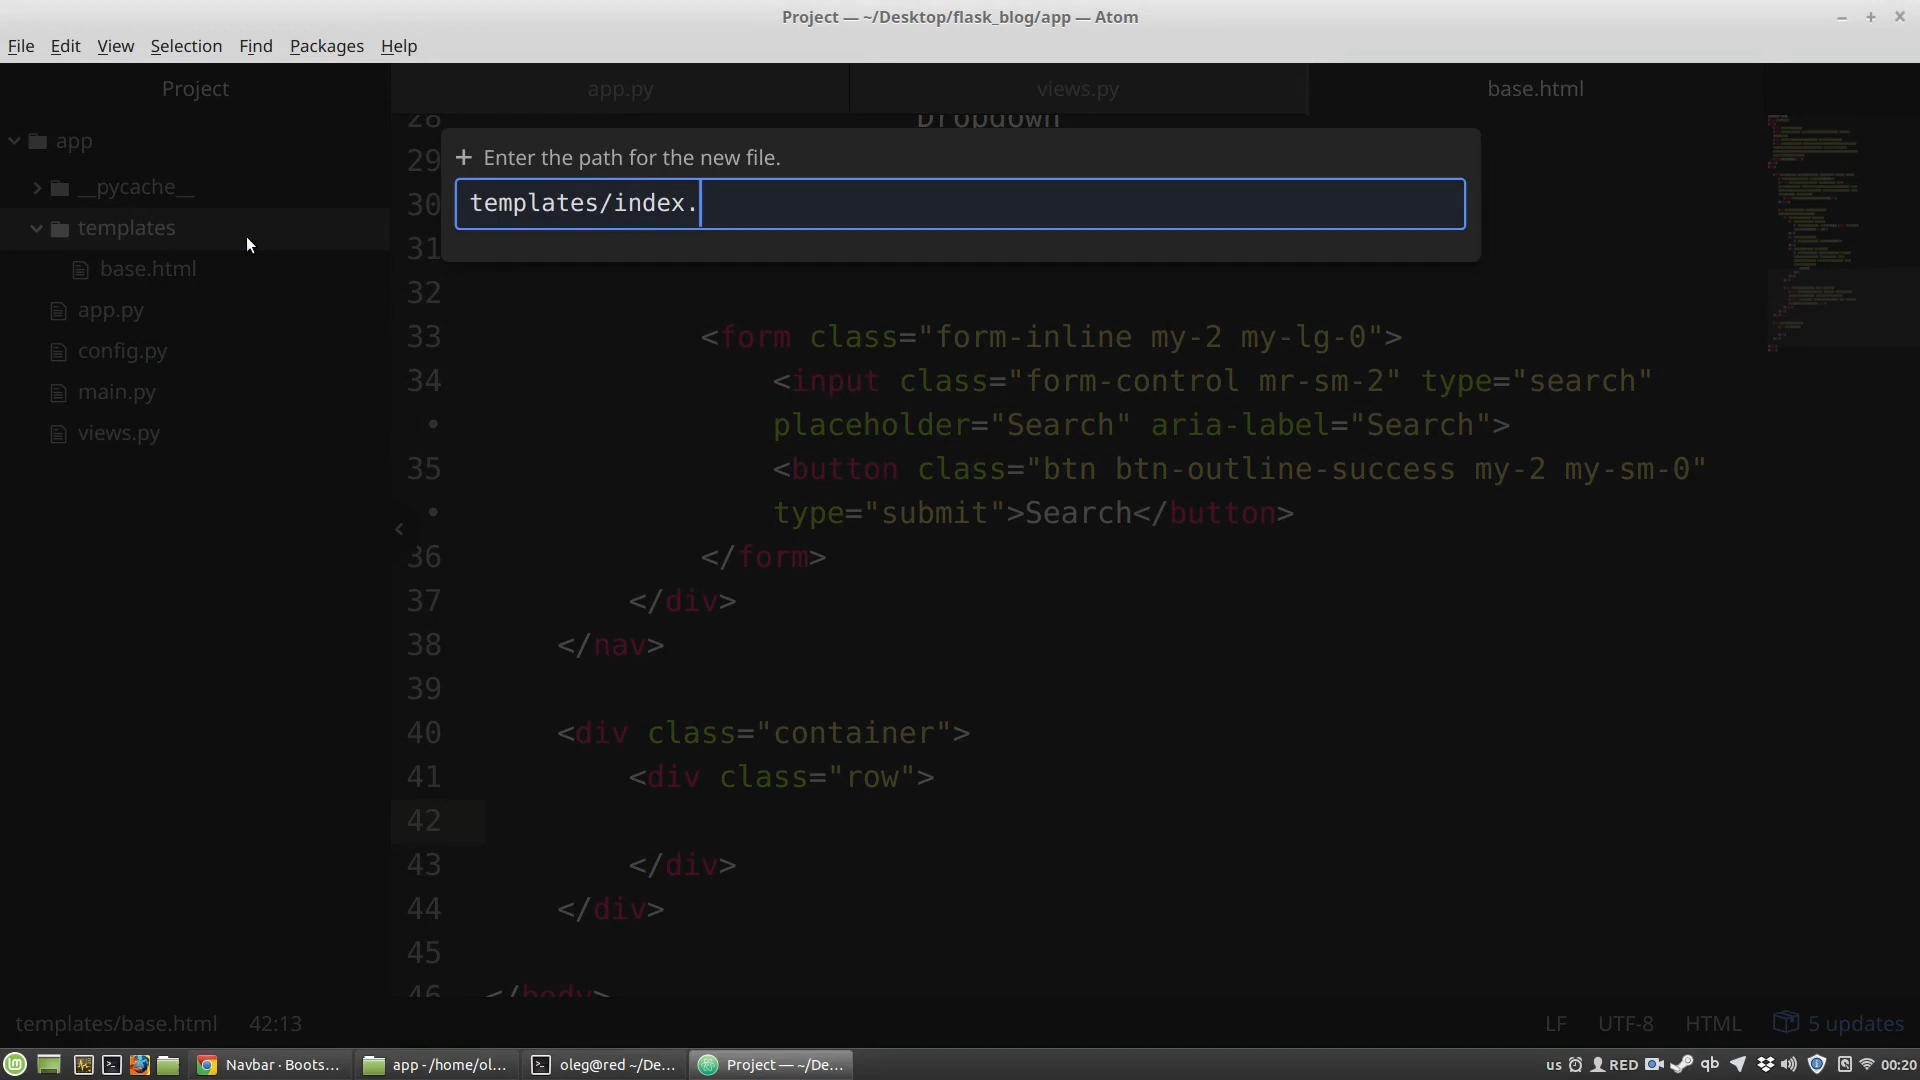 Project — ~/Desktop/flask_blog/app — Atom
File Edit View Selection Find Packages Help
Project
app.py
views.py
base.html
app
__pycache__
templates
base.html
app.py
config.py
main.py
views.py
28 Dropdown
Enter the path for the new file.
templates/index.
29
30
31
32
33 <form class="form-inline my-2 my-lg-0">
34 <input class="form-control mr-sm-2" type="search"
• placeholder="Search" aria-label="Search">
35 <button class="btn btn-outline-success my-2 my-sm-0"
• type="submit">Search</button>
36 </form>
37 </div>
38 </nav>
39
40 <div class="container">
41 <div class="row">
42
43 </div>
44 </div>
45
46 </body>
templates/base.html 42:13
LF UTF-8 HTML 5 updates
Navbar · Boots...
app - /home/ol...
oleg@red ~/De...
Project — ~/De...
us RED qb 00:20